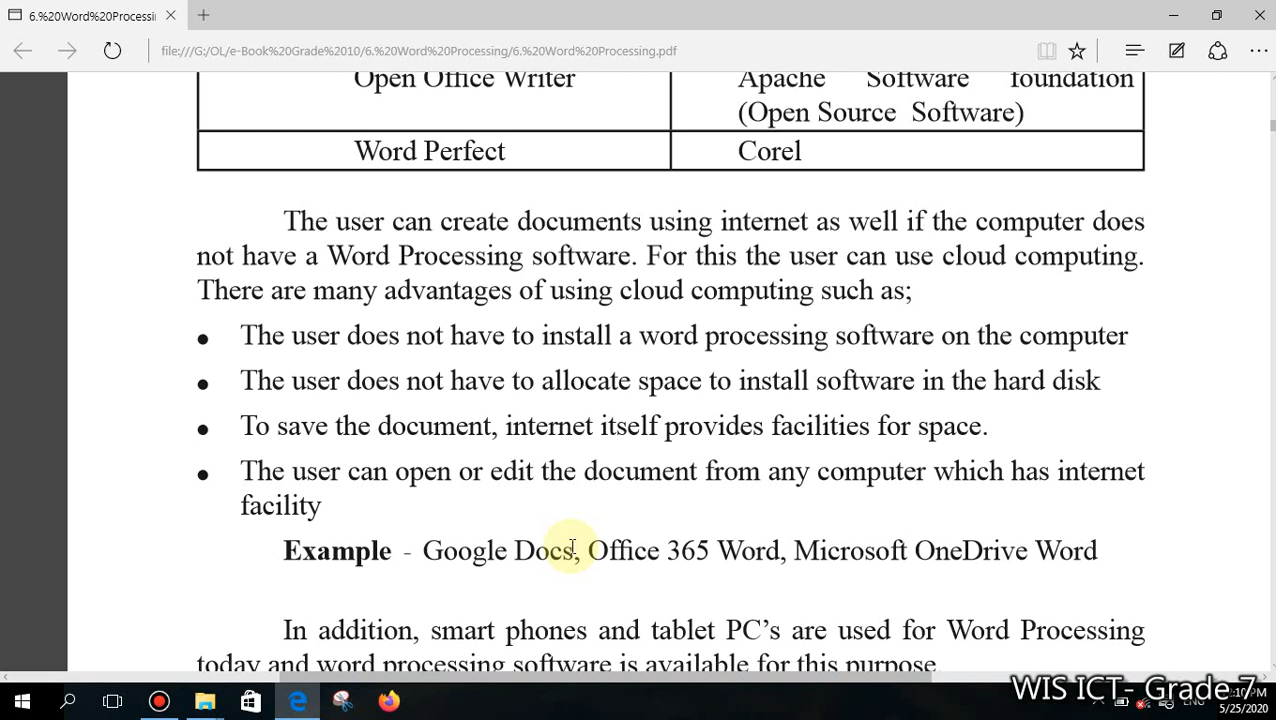 6.%20Word%20Processin
file:///G:/OL/e-Book%20Grade%2010/6.%20Word%20Processing/6.%20Word%20Processing.pdf
Open Office Writer
Apache Software foundation
(Open Source Software)
Word Perfect
Corel
The user can create documents using internet as well if the computer does
not have a Word Processing software. For this the user can use cloud computing.
There are many advantages of using cloud computing such as;
• The user does not have to install a word processing software on the computer
• The user does not have to allocate space to install software in the hard disk
• To save the document, internet itself provides facilities for space.
• The user can open or edit the document from any computer which has internet
facility
Example - Google Docs, Office 365 Word, Microsoft OneDrive Word
In addition, smart phones and tablet PC's are used for Word Processing
today and word processing software is available for this purpose.
WIS ICT- Grade 7
ENG
5/25/2020